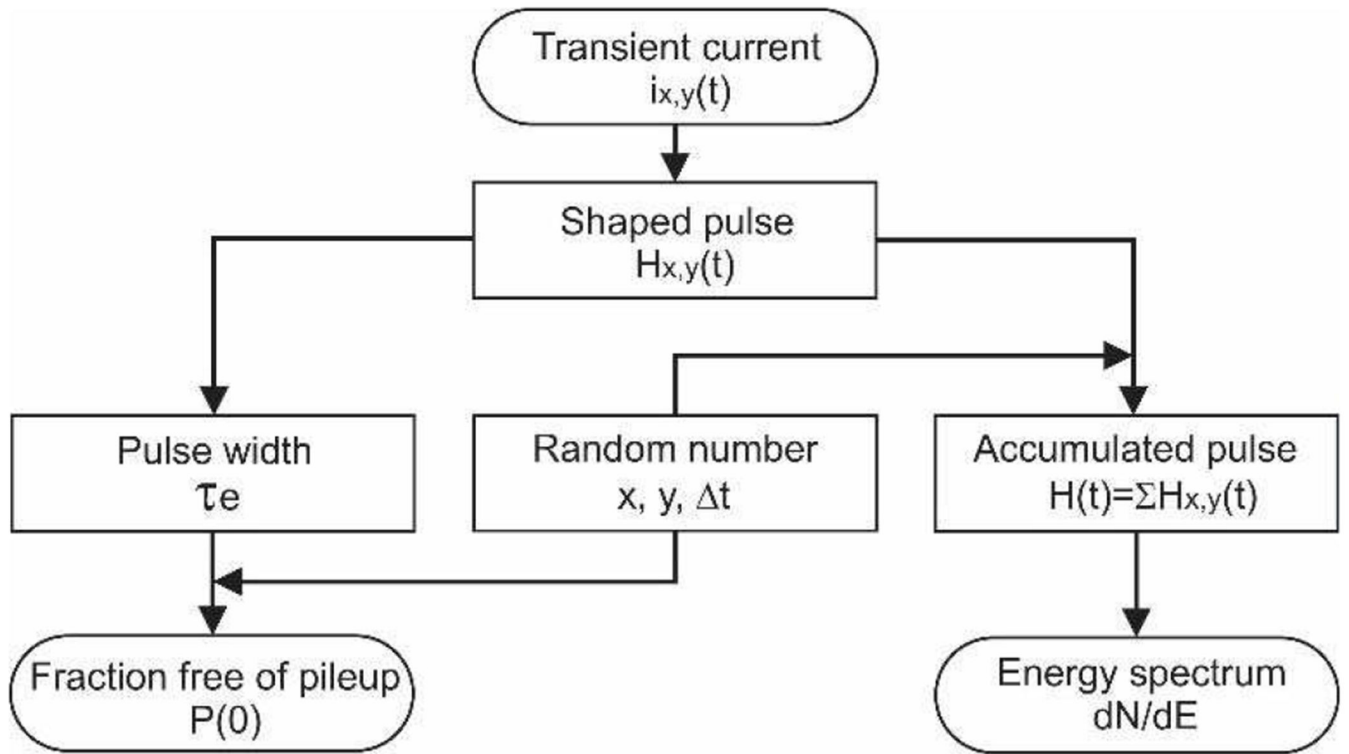 Transient current
ix,y(t)
Shaped pulse
Hx,y(t)
Pulse width
τe
Random number
x, y, Δt
Accumulated pulse
H(t)=ΣHx,y(t)
Fraction free of pileup
P(0)
Energy spectrum
dN/dE